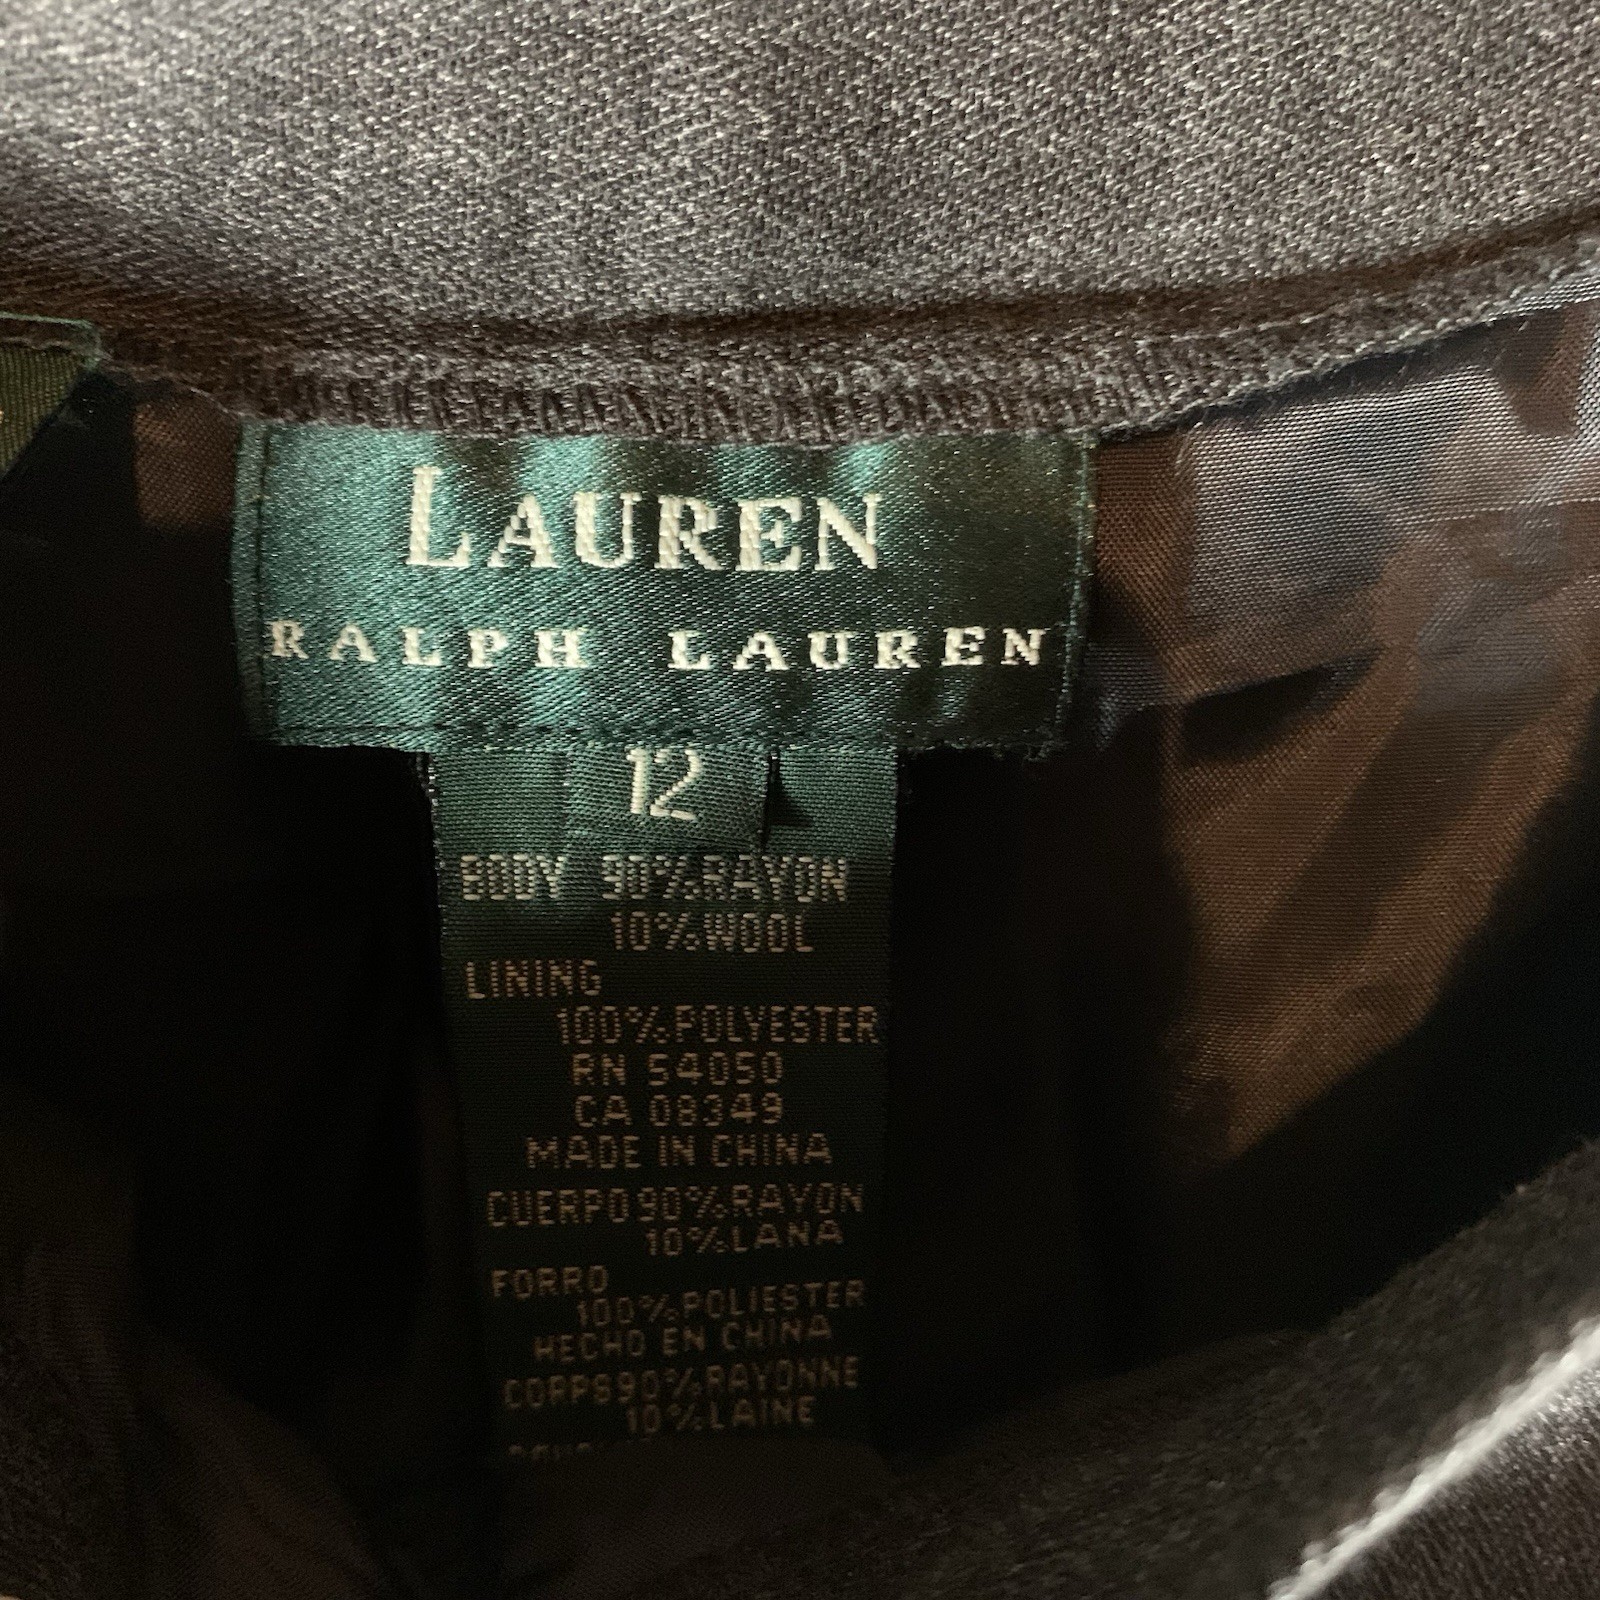 LAUREN
RALPH LAUREN
12
BODY 90%RAYON
10%WOOL
LINING
100%POLYESTER
RN 54050
CA 08349
MADE IN CHINA
CUERPO90%RAYON
10%LANA
FORRO
100%POLIESTER
HECHO EN CHINA
CORPS90%RAYONNE
10%LAINE